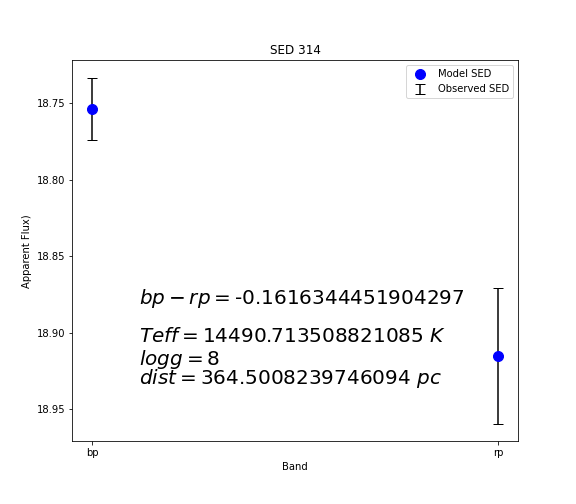 SED 314
Model SED
Observed SED
18.75
18.80
18.85
18.90
18.95
Apparent Flux)
bp − rp = -0.1616344451904297
Teff = 14490.713508821085 K
logg = 8
dist = 364.5008239746094 pc
bp
rp
Band